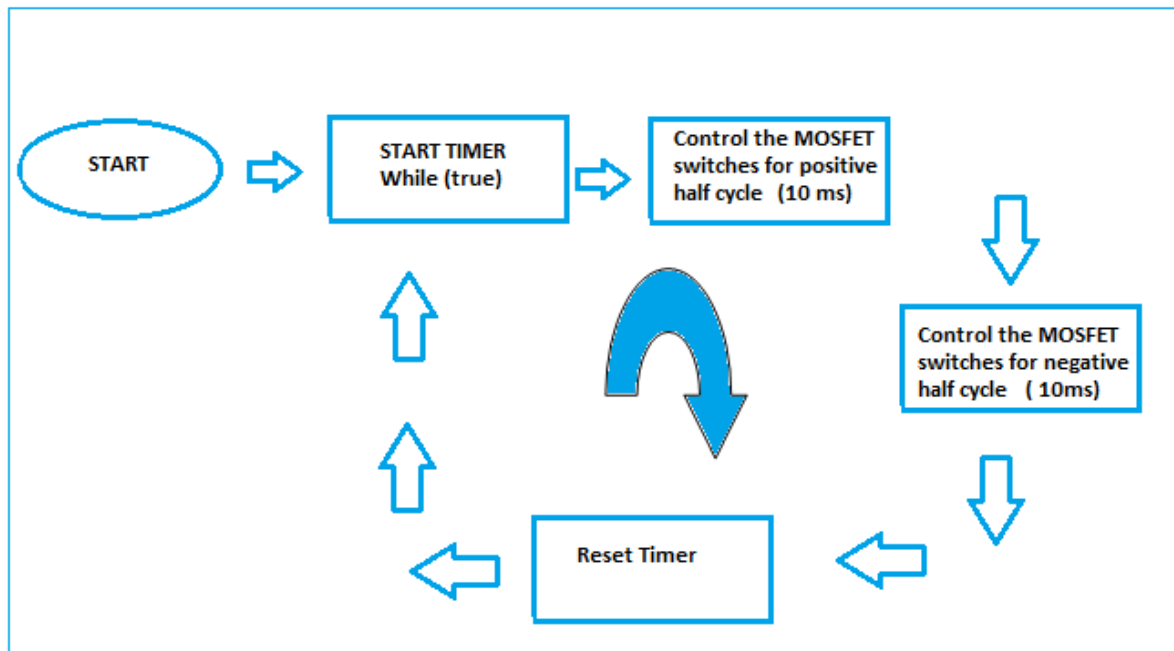 START
START TIMER
While (true)
Control the MOSFET
switches for positive
half cycle (10 ms)
Control the MOSFET
switches for negative
half cycle ( 10ms)
Reset Timer